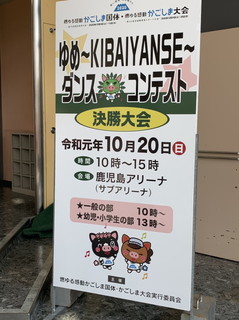 燃ゆる感動かごしま国体・燃ゆる感動かごしま大会
ゆめ～KIBAIYANSE～
ダンス コンテスト
決勝大会
令和元年10月20日(日)
時間 10時～15時
会場 鹿児島アリーナ
(サブアリーナ)
★一般の部 10時～
★幼児・小学生の部 13時～
主催
燃ゆる感動かごしま国体・かごしま大会実行委員会